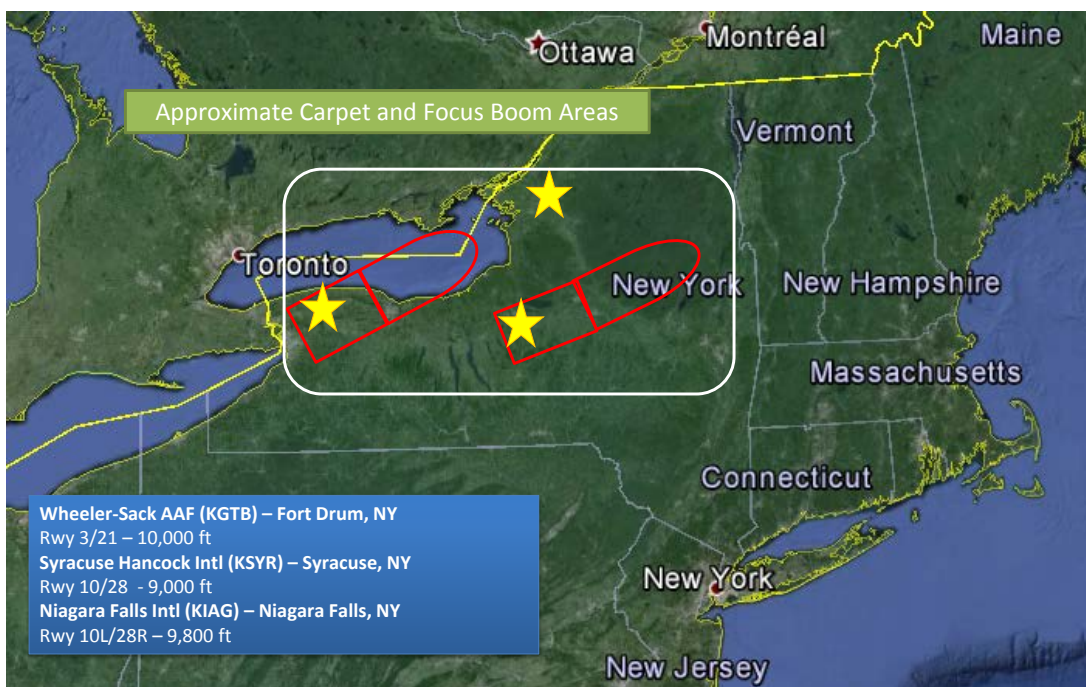 Ottawa
Montréal
Maine
Approximate Carpet and Focus Boom Areas
Vermont
Toronto
New York
New Hampshire
Massachusetts
Connecticut
Wheeler-Sack AAF (KGTB) – Fort Drum, NY
Rwy 3/21 – 10,000 ft
Syracuse Hancock Intl (KSYR) – Syracuse, NY
Rwy 10/28 - 9,000 ft
Niagara Falls Intl (KIAG) – Niagara Falls, NY
Rwy 10L/28R – 9,800 ft
New York
New Jersey